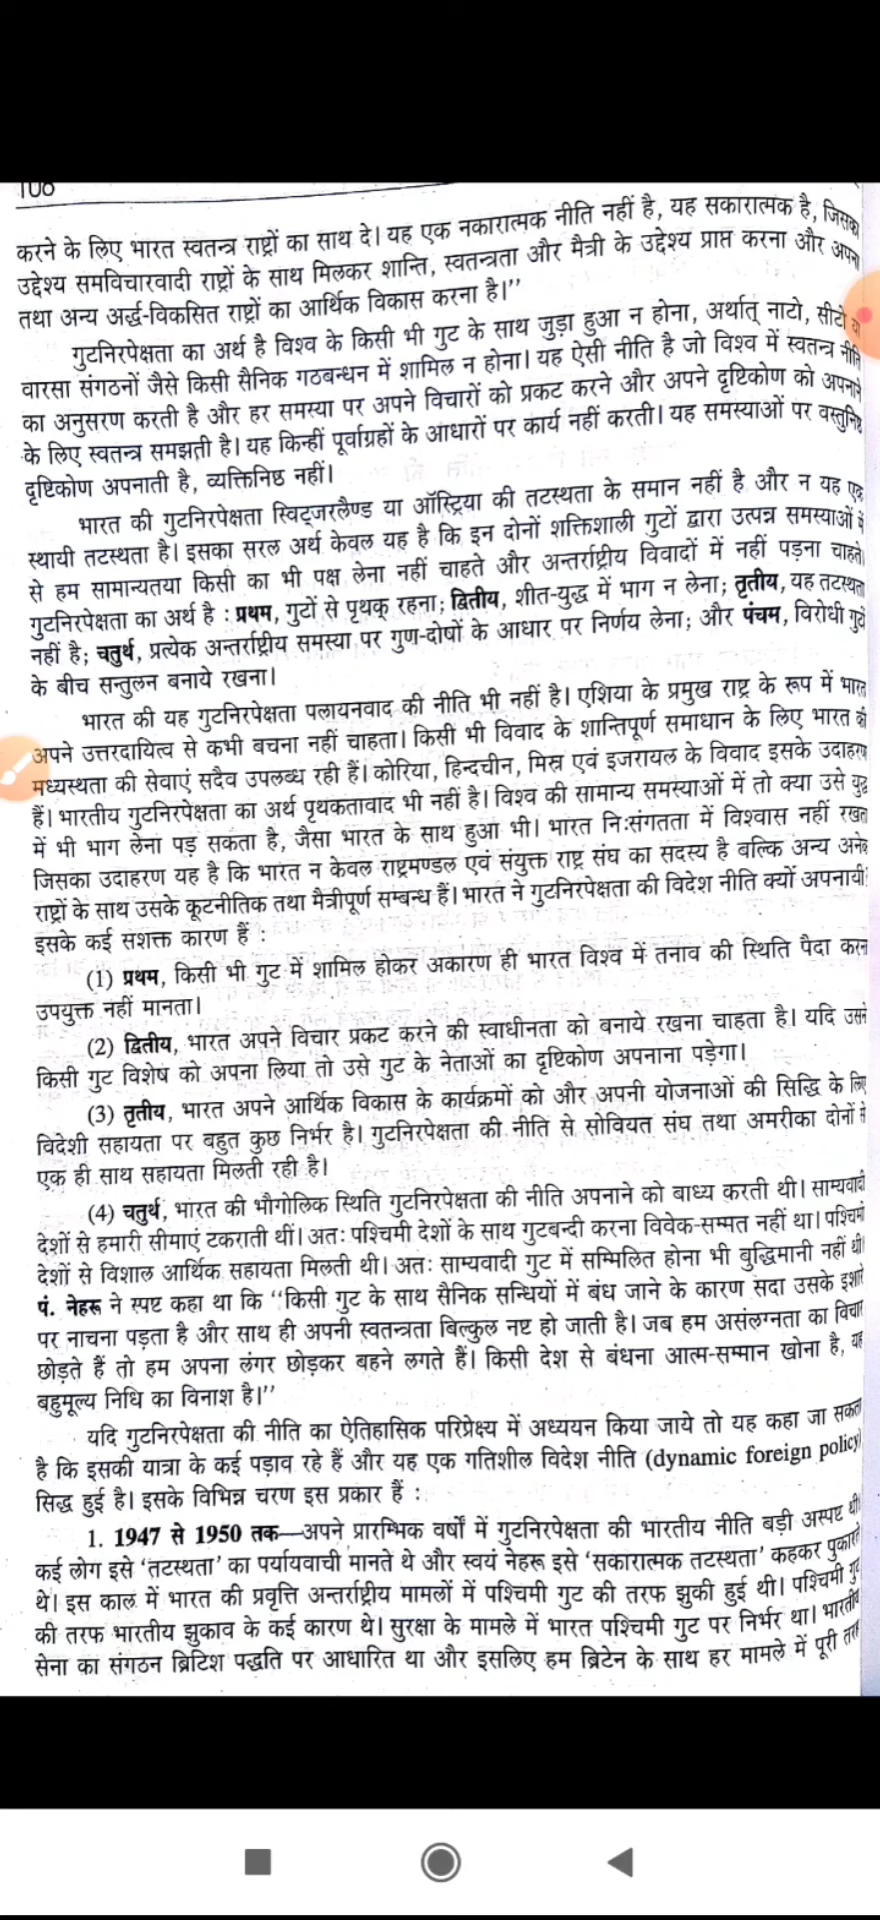 करने के लिए भारत स्वतन्त्र राष्ट्रों का साथ दे। यह एक नकारात्मक नीति नहीं है, यह सकारात्मक है, जिसका
उद्देश्य समविचारवादी राष्ट्रों के साथ मिलकर शान्ति, स्वतन्त्रता और मैत्री के उद्देश्य प्राप्त करना और अपना
तथा अन्य अर्द्ध-विकसित राष्ट्रों का आर्थिक विकास करना है।''
गुटनिरपेक्षता का अर्थ है विश्व के किसी भी गुट के साथ जुड़ा हुआ न होना, अर्थात् नाटो, सीटो या
वारसा संगठनों जैसे किसी सैनिक गठबन्धन में शामिल न होना। यह ऐसी नीति है जो विश्व में स्वतन्त्र नीति
का अनुसरण करती है और हर समस्या पर अपने विचारों को प्रकट करने और अपने दृष्टिकोण को अपनाने
के लिए स्वतन्त्र समझती है। यह किन्हीं पूर्वाग्रहों के आधारों पर कार्य नहीं करती। यह समस्याओं पर वस्तुनिष्ठ
दृष्टिकोण अपनाती है, व्यक्तिनिष्ठ नहीं।
भारत की गुटनिरपेक्षता स्विट्जरलैण्ड या ऑस्ट्रिया की तटस्थता के समान नहीं है और न यह एक
स्थायी तटस्थता है। इसका सरल अर्थ केवल यह है कि इन दोनों शक्तिशाली गुटों द्वारा उत्पन्न समस्याओं में
से हम सामान्यतया किसी का भी पक्ष लेना नहीं चाहते और अन्तर्राष्ट्रीय विवादों में नहीं पड़ना चाहते।
गुटनिरपेक्षता का अर्थ है : प्रथम, गुटों से पृथक् रहना; द्वितीय, शीत-युद्ध में भाग न लेना; तृतीय, यह तटस्थता
नहीं है; चतुर्थ, प्रत्येक अन्तर्राष्ट्रीय समस्या पर गुण-दोषों के आधार पर निर्णय लेना; और पंचम, विरोधी गुटों
के बीच सन्तुलन बनाये रखना।
भारत की यह गुटनिरपेक्षता पलायनवाद की नीति भी नहीं है। एशिया के प्रमुख राष्ट्र के रूप में भारत
अपने उत्तरदायित्व से कभी बचना नहीं चाहता। किसी भी विवाद के शान्तिपूर्ण समाधान के लिए भारत की
मध्यस्थता की सेवाएं सदैव उपलब्ध रही हैं। कोरिया, हिन्दचीन, मिस्र एवं इजरायल के विवाद इसके उदाहरण
हैं। भारतीय गुटनिरपेक्षता का अर्थ पृथकतावाद भी नहीं है। विश्व की सामान्य समस्याओं में तो क्या उसे युद्ध
में भी भाग लेना पड़ सकता है, जैसा भारत के साथ हुआ भी। भारत निःसंगतता में विश्वास नहीं रखता
जिसका उदाहरण यह है कि भारत न केवल राष्ट्रमण्डल एवं संयुक्त राष्ट्र संघ का सदस्य है बल्कि अन्य अनेक
राष्ट्रों के साथ उसके कूटनीतिक तथा मैत्रीपूर्ण सम्बन्ध हैं। भारत ने गुटनिरपेक्षता की विदेश नीति क्यों अपनायी
इसके कई सशक्त कारण हैं :
(1) प्रथम, किसी भी गुट में शामिल होकर अकारण ही भारत विश्व में तनाव की स्थिति पैदा करना
उपयुक्त नहीं मानता।
(2) द्वितीय, भारत अपने विचार प्रकट करने की स्वाधीनता को बनाये रखना चाहता है। यदि उसने
किसी गुट विशेष को अपना लिया तो उसे गुट के नेताओं का दृष्टिकोण अपनाना पड़ेगा।
(3) तृतीय, भारत अपने आर्थिक विकास के कार्यक्रमों को और अपनी योजनाओं की सिद्धि के लिए
विदेशी सहायता पर बहुत कुछ निर्भर है। गुटनिरपेक्षता की नीति से सोवियत संघ तथा अमरीका दोनों से
एक ही साथ सहायता मिलती रही है।
(4) चतुर्थ, भारत की भौगोलिक स्थिति गुटनिरपेक्षता की नीति अपनाने को बाध्य करती थी। साम्यवादी
देशों से हमारी सीमाएं टकराती थीं। अतः पश्चिमी देशों के साथ गुटबन्दी करना विवेक-सम्मत नहीं था। पश्चिमी
देशों से विशाल आर्थिक सहायता मिलती थी। अतः साम्यवादी गुट में सम्मिलित होना भी बुद्धिमानी नहीं थी।
पं. नेहरू ने स्पष्ट कहा था कि ''किसी गुट के साथ सैनिक सन्धियों में बंध जाने के कारण सदा उसके इशारे
पर नाचना पड़ता है और साथ ही अपनी स्वतन्त्रता बिल्कुल नष्ट हो जाती है। जब हम असंलग्नता का विचार
छोड़ते हैं तो हम अपना लंगर छोड़कर बहने लगते हैं। किसी देश से बंधना आत्म-सम्मान खोना है, यह
बहुमूल्य निधि का विनाश है।''
यदि गुटनिरपेक्षता की नीति का ऐतिहासिक परिप्रेक्ष्य में अध्ययन किया जाये तो यह कहा जा सकता
है कि इसकी यात्रा के कई पड़ाव रहे हैं और यह एक गतिशील विदेश नीति (dynamic foreign policy)
सिद्ध हुई है। इसके विभिन्न चरण इस प्रकार हैं :
1. 1947 से 1950 तक—अपने प्रारम्भिक वर्षों में गुटनिरपेक्षता की भारतीय नीति बड़ी अस्पष्ट थी।
कई लोग इसे 'तटस्थता' का पर्यायवाची मानते थे और स्वयं नेहरू इसे 'सकारात्मक तटस्थता' कहकर पुकारते
थे। इस काल में भारत की प्रवृत्ति अन्तर्राष्ट्रीय मामलों में पश्चिमी गुट की तरफ झुकी हुई थी। पश्चिमी गुट
की तरफ भारतीय झुकाव के कई कारण थे। सुरक्षा के मामले में भारत पश्चिमी गुट पर निर्भर था। भारतीय
सेना का संगठन ब्रिटिश पद्धति पर आधारित था और इसलिए हम ब्रिटेन के साथ हर मामले में पूरी तरह